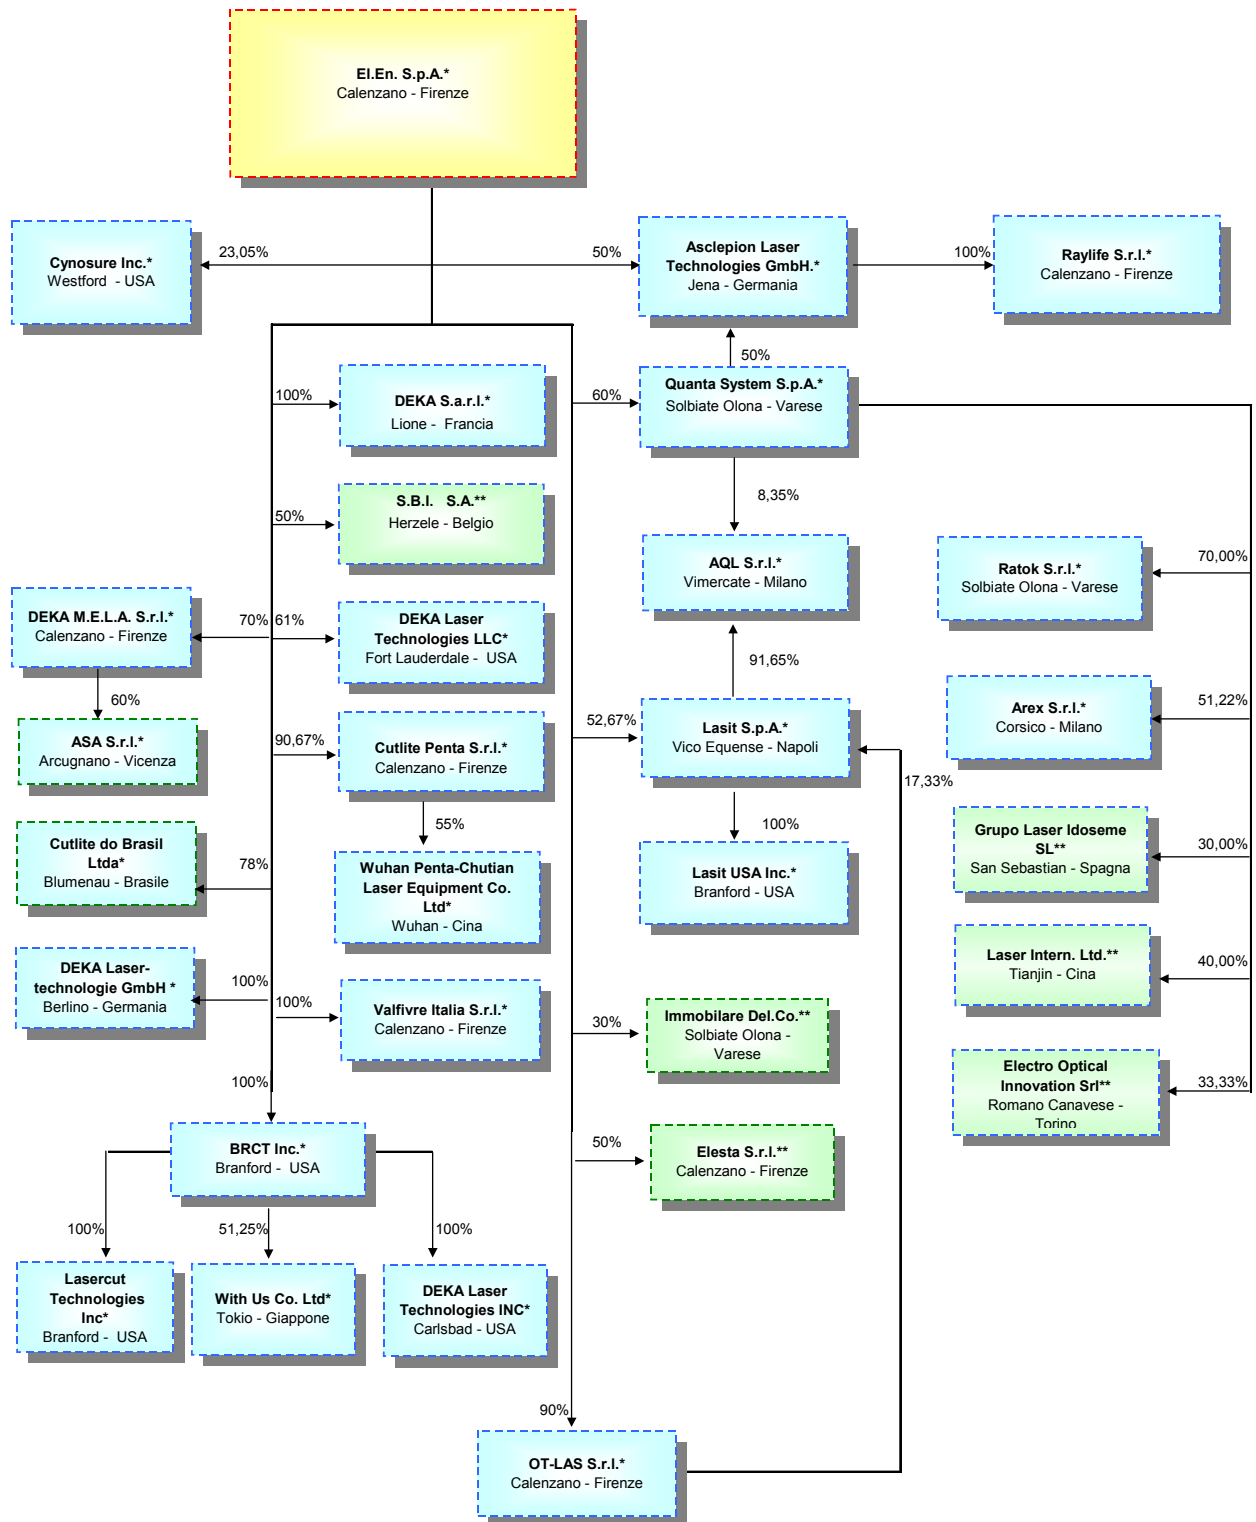 El.En. S.p.A.*
Calenzano - Firenze
Cynosure Inc.*
Westford - USA
23,05%
50%
Asclepion Laser
Technologies GmbH.*
Jena - Germania
100%
Raylife S.r.l.*
Calenzano - Firenze
50%
100%
DEKA S.a.r.l.*
Lione - Francia
60%
Quanta System S.p.A.*
Solbiate Olona - Varese
8,35%
50%
S.B.I. S.A.**
Herzele - Belgio
AQL S.r.l.*
Vimercate - Milano
Ratok S.r.l.*
Solbiate Olona - Varese
70,00%
DEKA M.E.L.A. S.r.l.*
Calenzano - Firenze
70%
61%
DEKA Laser
Technologies LLC*
Fort Lauderdale - USA
91,65%
60%
ASA S.r.l.*
Arcugnano - Vicenza
90,67%
Cutlite Penta S.r.l.*
Calenzano - Firenze
52,67%
Lasit S.p.A.*
Vico Equense - Napoli
17,33%
Arex S.r.l.*
Corsico - Milano
51,22%
55%
100%
Cutlite do Brasil
Ltda*
Blumenau - Brasile
78%
Wuhan Penta-Chutian
Laser Equipment Co.
Ltd*
Wuhan - Cina
Lasit USA Inc.*
Branford - USA
Grupo Laser Idoseme
SL**
San Sebastian - Spagna
30,00%
DEKA Laser-
technologie GmbH *
Berlino - Germania
100%
100%
Valfivre Italia S.r.l.*
Calenzano - Firenze
30%
Immobilare Del.Co.**
Solbiate Olona -
Varese
Laser Intern. Ltd.**
Tianjin - Cina
40,00%
Electro Optical
Innovation Srl**
Romano Canavese -
Torino
33,33%
100%
BRCT Inc.*
Branford - USA
50%
Elesta S.r.l.**
Calenzano - Firenze
100%
51,25%
100%
Lasercut
Technologies
Inc*
Branford - USA
With Us Co. Ltd*
Tokio - Giappone
DEKA Laser
Technologies INC*
Carlsbad - USA
90%
OT-LAS S.r.l.*
Calenzano - Firenze